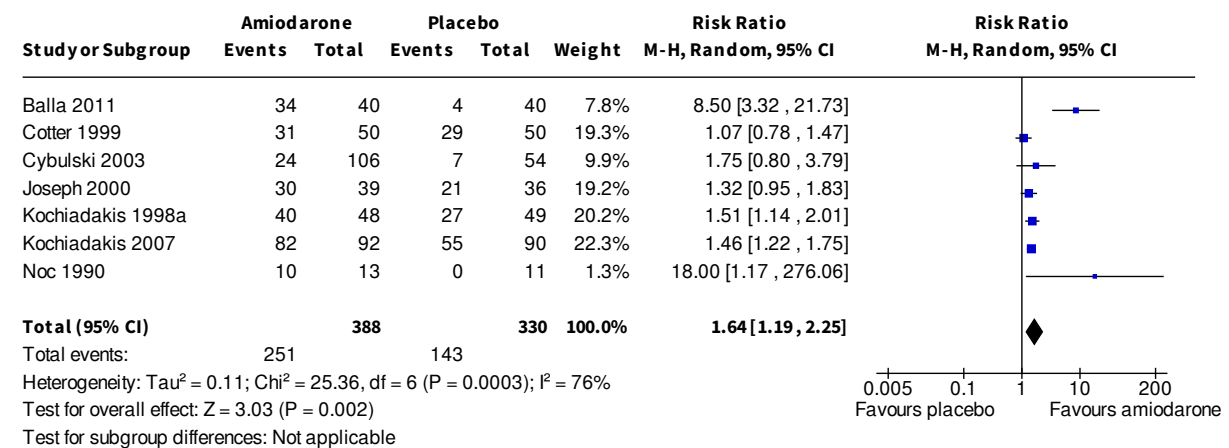 Amiodarone Placebo Risk Ratio Risk Ratio
Study or Subgroup Events Total Events Total Weight M-H, Random, 95% CI M-H, Random, 95% CI
Balla 2011 34 40 4 40 7.8% 8.50 [3.32 , 21.73]
Cotter 1999 31 50 29 50 19.3% 1.07 [0.78 , 1.47]
Cybulski 2003 24 106 7 54 9.9% 1.75 [0.80 , 3.79]
Joseph 2000 30 39 21 36 19.2% 1.32 [0.95 , 1.83]
Kochiadakis 1998a 40 48 27 49 20.2% 1.51 [1.14 , 2.01]
Kochiadakis 2007 82 92 55 90 22.3% 1.46 [1.22 , 1.75]
Noc 1990 10 13 0 11 1.3% 18.00 [1.17 , 276.06]
Total (95% CI) 388 330 100.0% 1.64 [1.19 , 2.25]
Total events: 251 143
Heterogeneity: Tau² = 0.11; Chi² = 25.36, df = 6 (P = 0.0003); I² = 76%
Test for overall effect: Z = 3.03 (P = 0.002)
Test for subgroup differences: Not applicable
0.005 0.1 1 10 200
Favours placebo Favours amiodarone